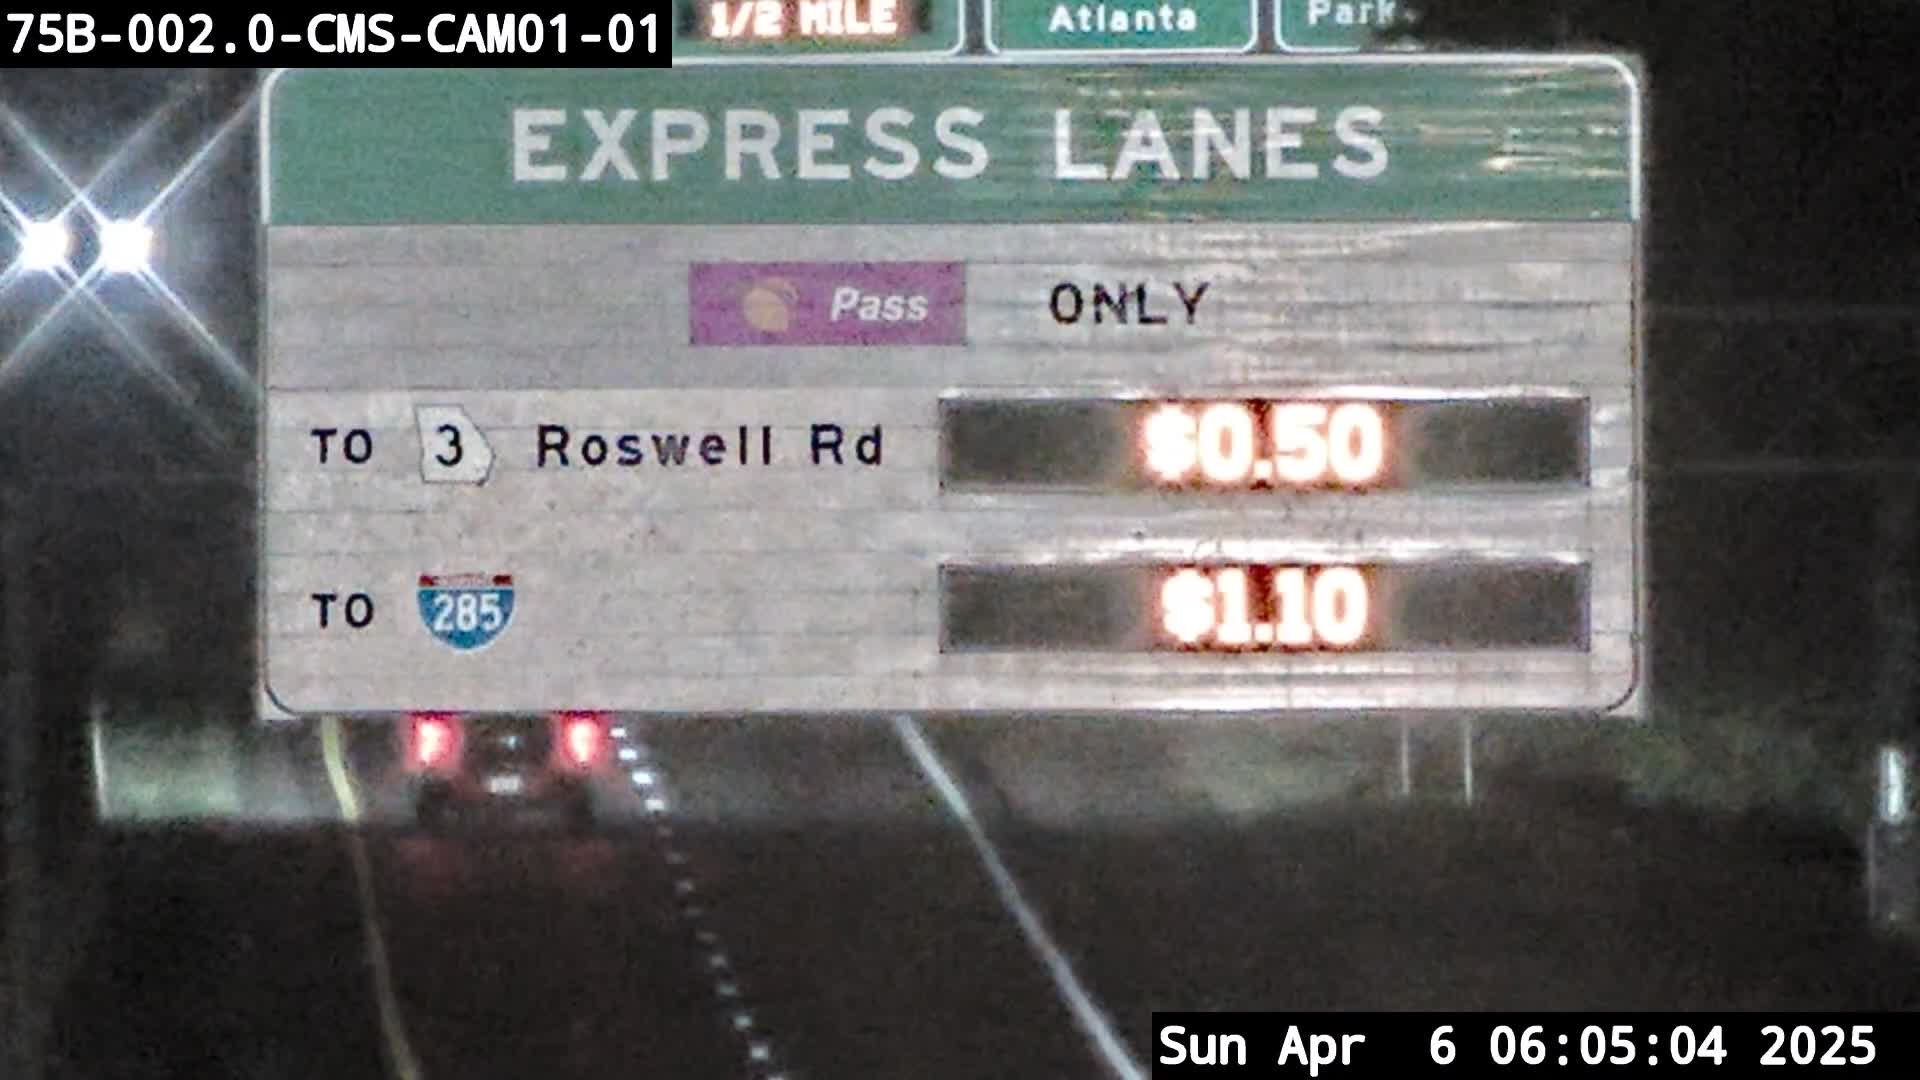 75B-002.0-CMS-CAM01-01
1/2 MILE
Atlanta
Park
EXPRESS LANES
Pass ONLY
TO 3 Roswell Rd $0.50
TO 285 $1.10
Sun Apr 6 06:05:04 2025